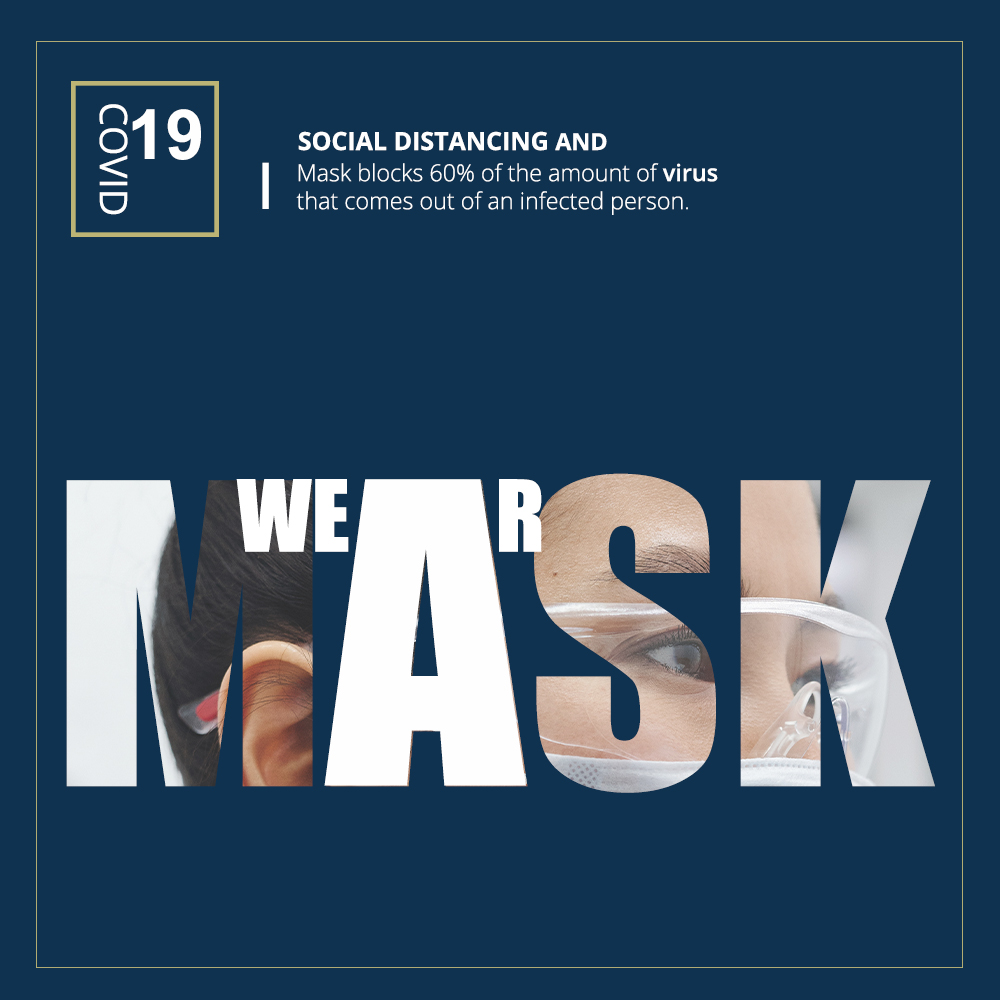 COVID 19
SOCIAL DISTANCING AND
Mask blocks 60% of the amount of virus
that comes out of an infected person.
WEAR
MASK